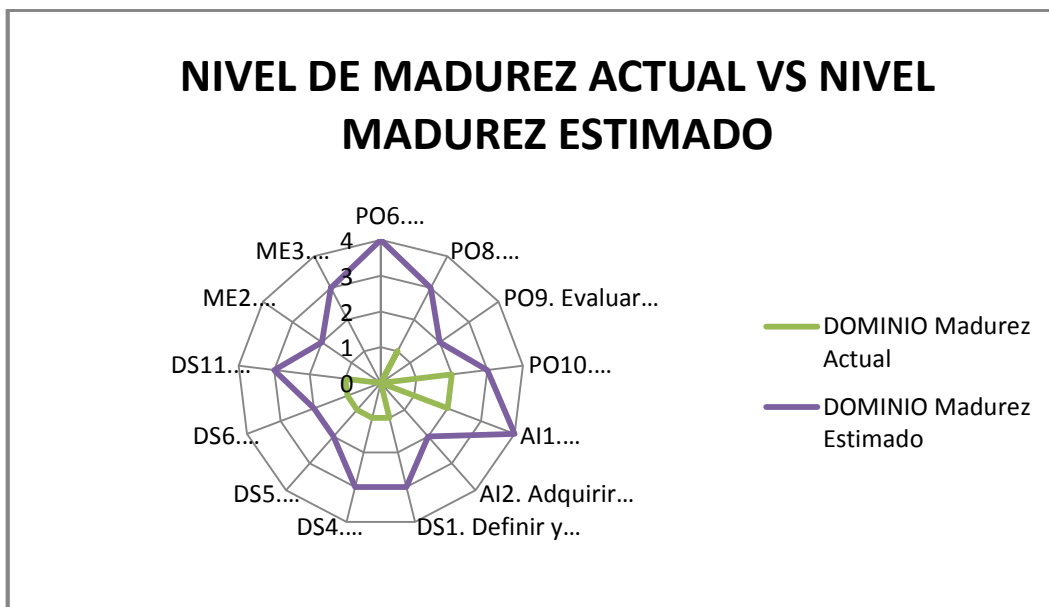 NIVEL DE MADUREZ ACTUAL VS NIVEL
MADUREZ ESTIMADO
PO6.…
PO8.…
PO9. Evaluar…
PO10.…
AI1.…
AI2. Adquirir…
DS1. Definir y…
DS4.…
DS5.…
DS6.…
DS11.…
ME2.…
ME3.…
4
3
2
1
0
DOMINIO Madurez
Actual
DOMINIO Madurez
Estimado